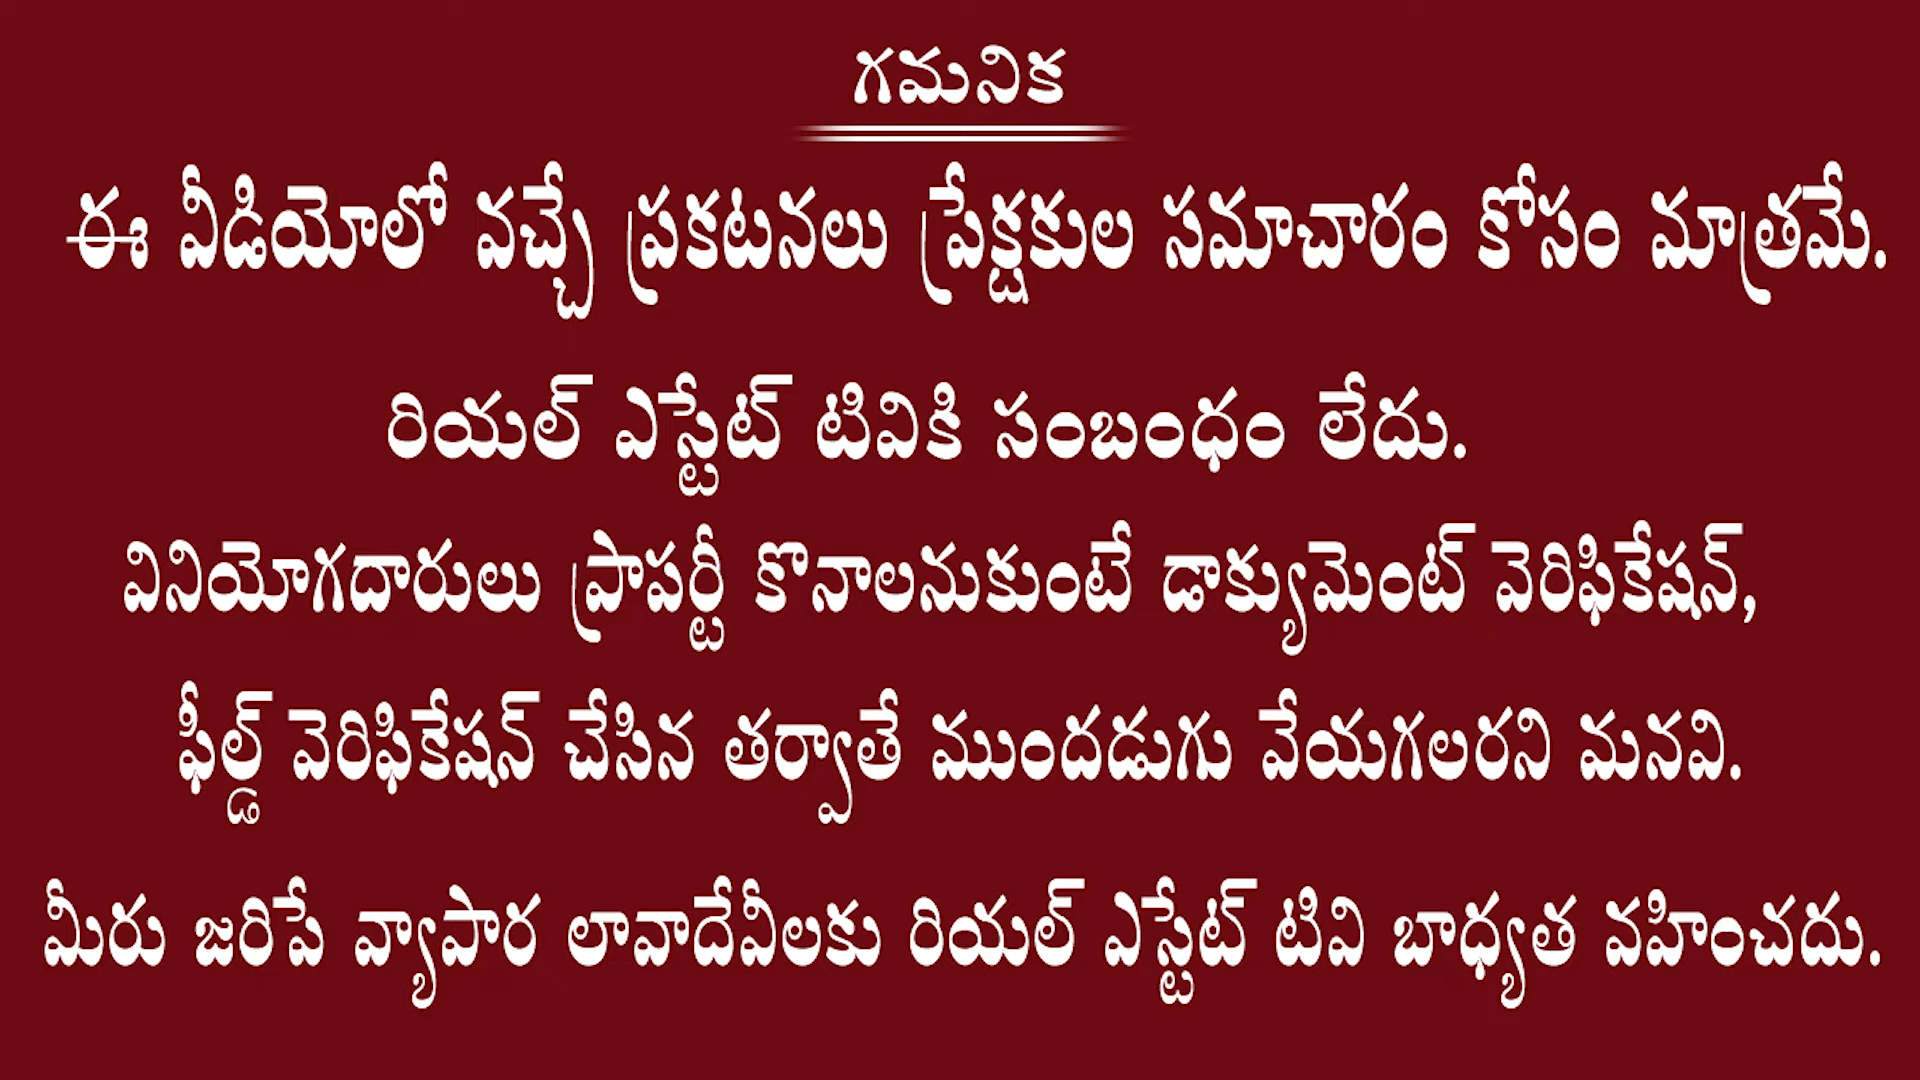 గమనిక
ఈ వీడియోలో వచ్చే ప్రకటనలు ప్రేక్షకుల సమాచారం కోసం మాత్రమే.
రియల్ ఎస్టేట్ టివికి సంబంధం లేదు.
వినియోగదారులు ప్రాపర్టీ కొనాలనుకుంటే డాక్యుమెంట్ వెరిఫికేషన్,
ఫీల్డ్ వెరిఫికేషన్ చేసిన తర్వాతే ముందడుగు వేయగలరని మనవి.
మీరు జరిపే వ్యాపార లావాదేవీలకు రియల్ ఎస్టేట్ టివి బాధ్యత వహించదు.